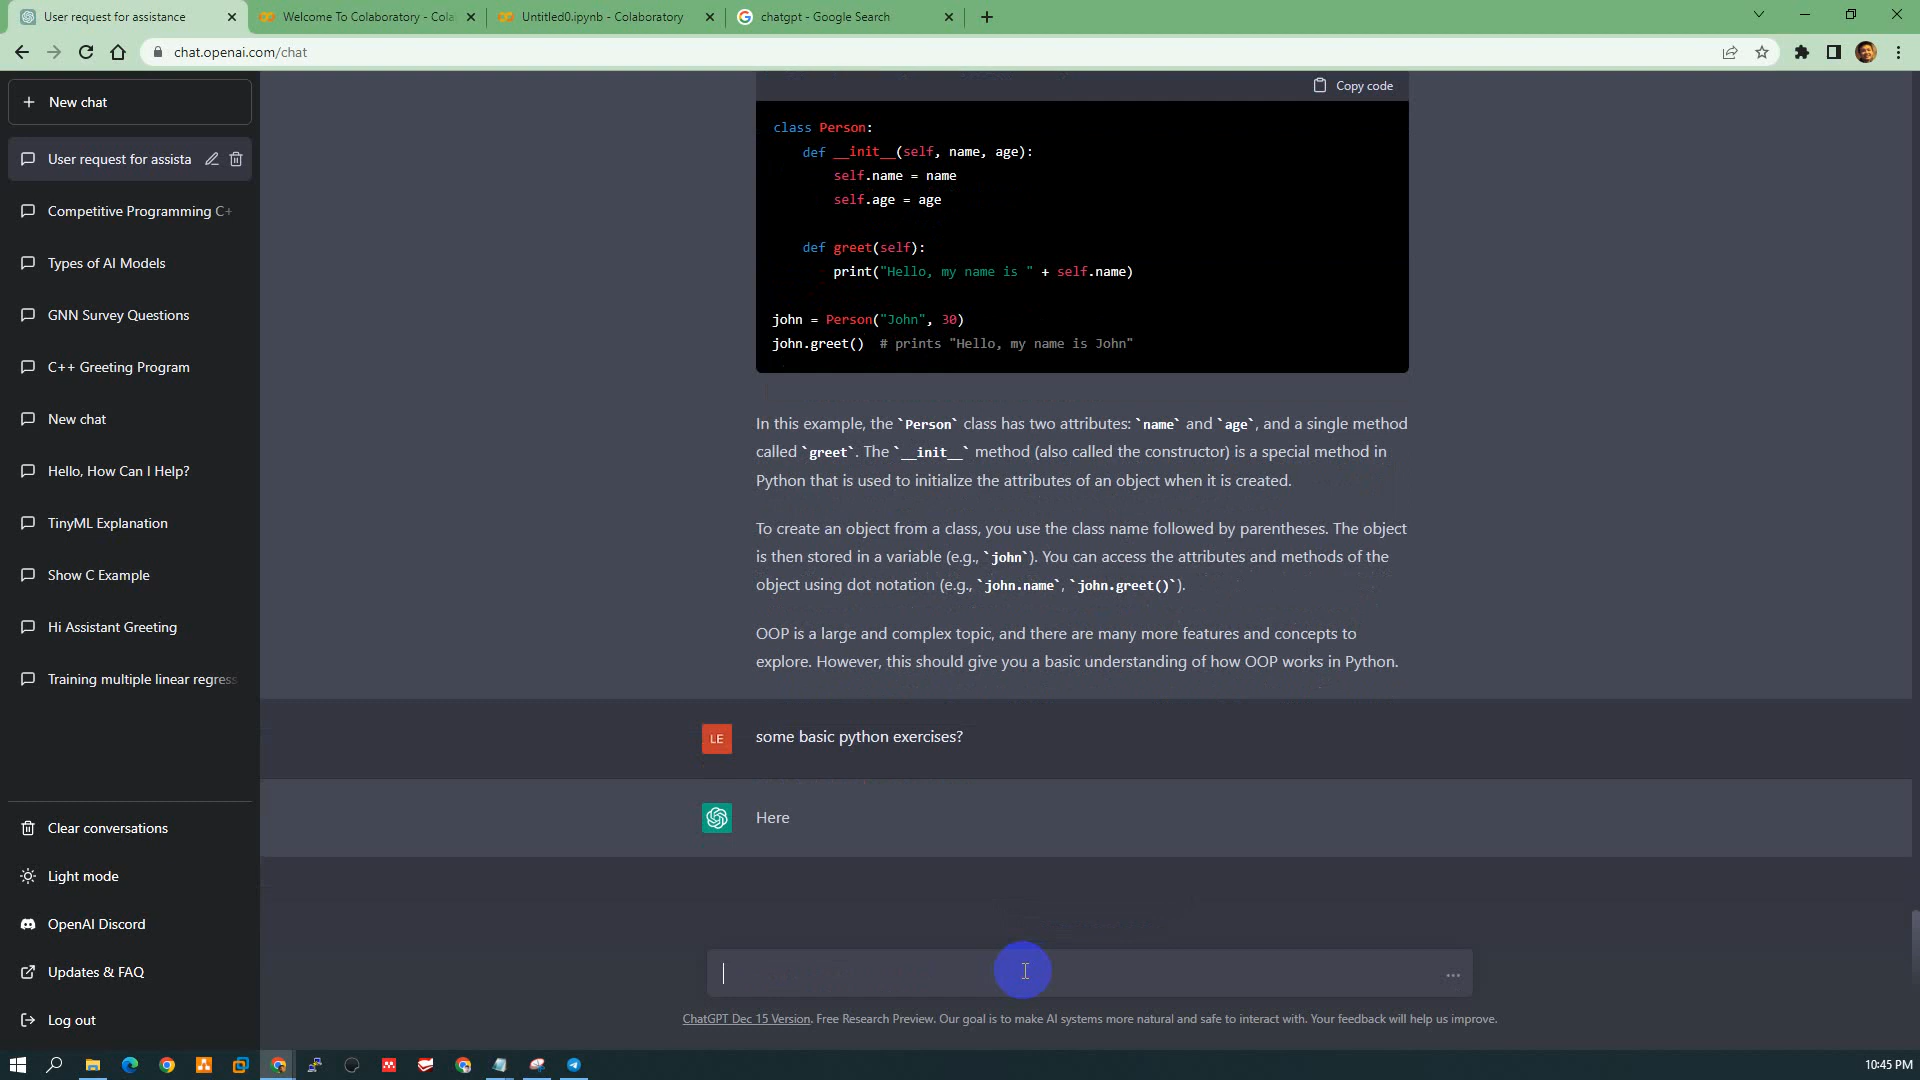 User request for assistance
Welcome To Colaboratory - Cola
Untitled0.ipynb - Colaboratory
chatgpt - Google Search
chat.openai.com/chat
New chat
User request for assista
Competitive Programming C+
Types of AI Models
GNN Survey Questions
C++ Greeting Program
New chat
Hello, How Can I Help?
TinyML Explanation
Show C Example
Hi Assistant Greeting
Training multiple linear regress
Clear conversations
Light mode
OpenAI Discord
Updates & FAQ
Log out
Copy code
class Person:
    def __init__(self, name, age):
        self.name = name
        self.age = age
    def greet(self):
        print("Hello, my name is " + self.name)
john = Person("John", 30)
john.greet()  # prints "Hello, my name is John"
In this example, the `Person` class has two attributes: `name` and `age`, and a single method
called `greet`. The `__init__` method (also called the constructor) is a special method in
Python that is used to initialize the attributes of an object when it is created.
To create an object from a class, you use the class name followed by parentheses. The object
is then stored in a variable (e.g., `john`). You can access the attributes and methods of the
object using dot notation (e.g., `john.name`, `john.greet()`).
OOP is a large and complex topic, and there are many more features and concepts to
explore. However, this should give you a basic understanding of how OOP works in Python.
LE
some basic python exercises?
Here
ChatGPT Dec 15 Version. Free Research Preview. Our goal is to make AI systems more natural and safe to interact with. Your feedback will help us improve.
10:45 PM